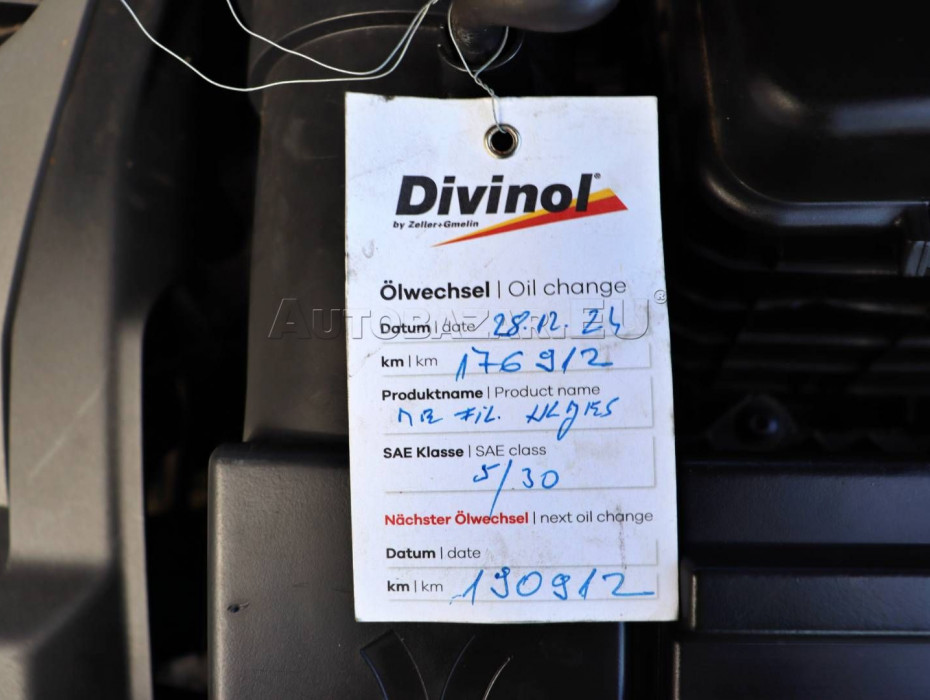 Divinol®
by Zeller+Gmelin
Ölwechsel | Oil change
AUTOBAZAR.EU®
Datum | date 28.12.24
km | km 176912
Produktname | Product name
SAE Klasse | SAE class
5/30
Nächster Ölwechsel | next oil change
Datum | date
km | km 190912